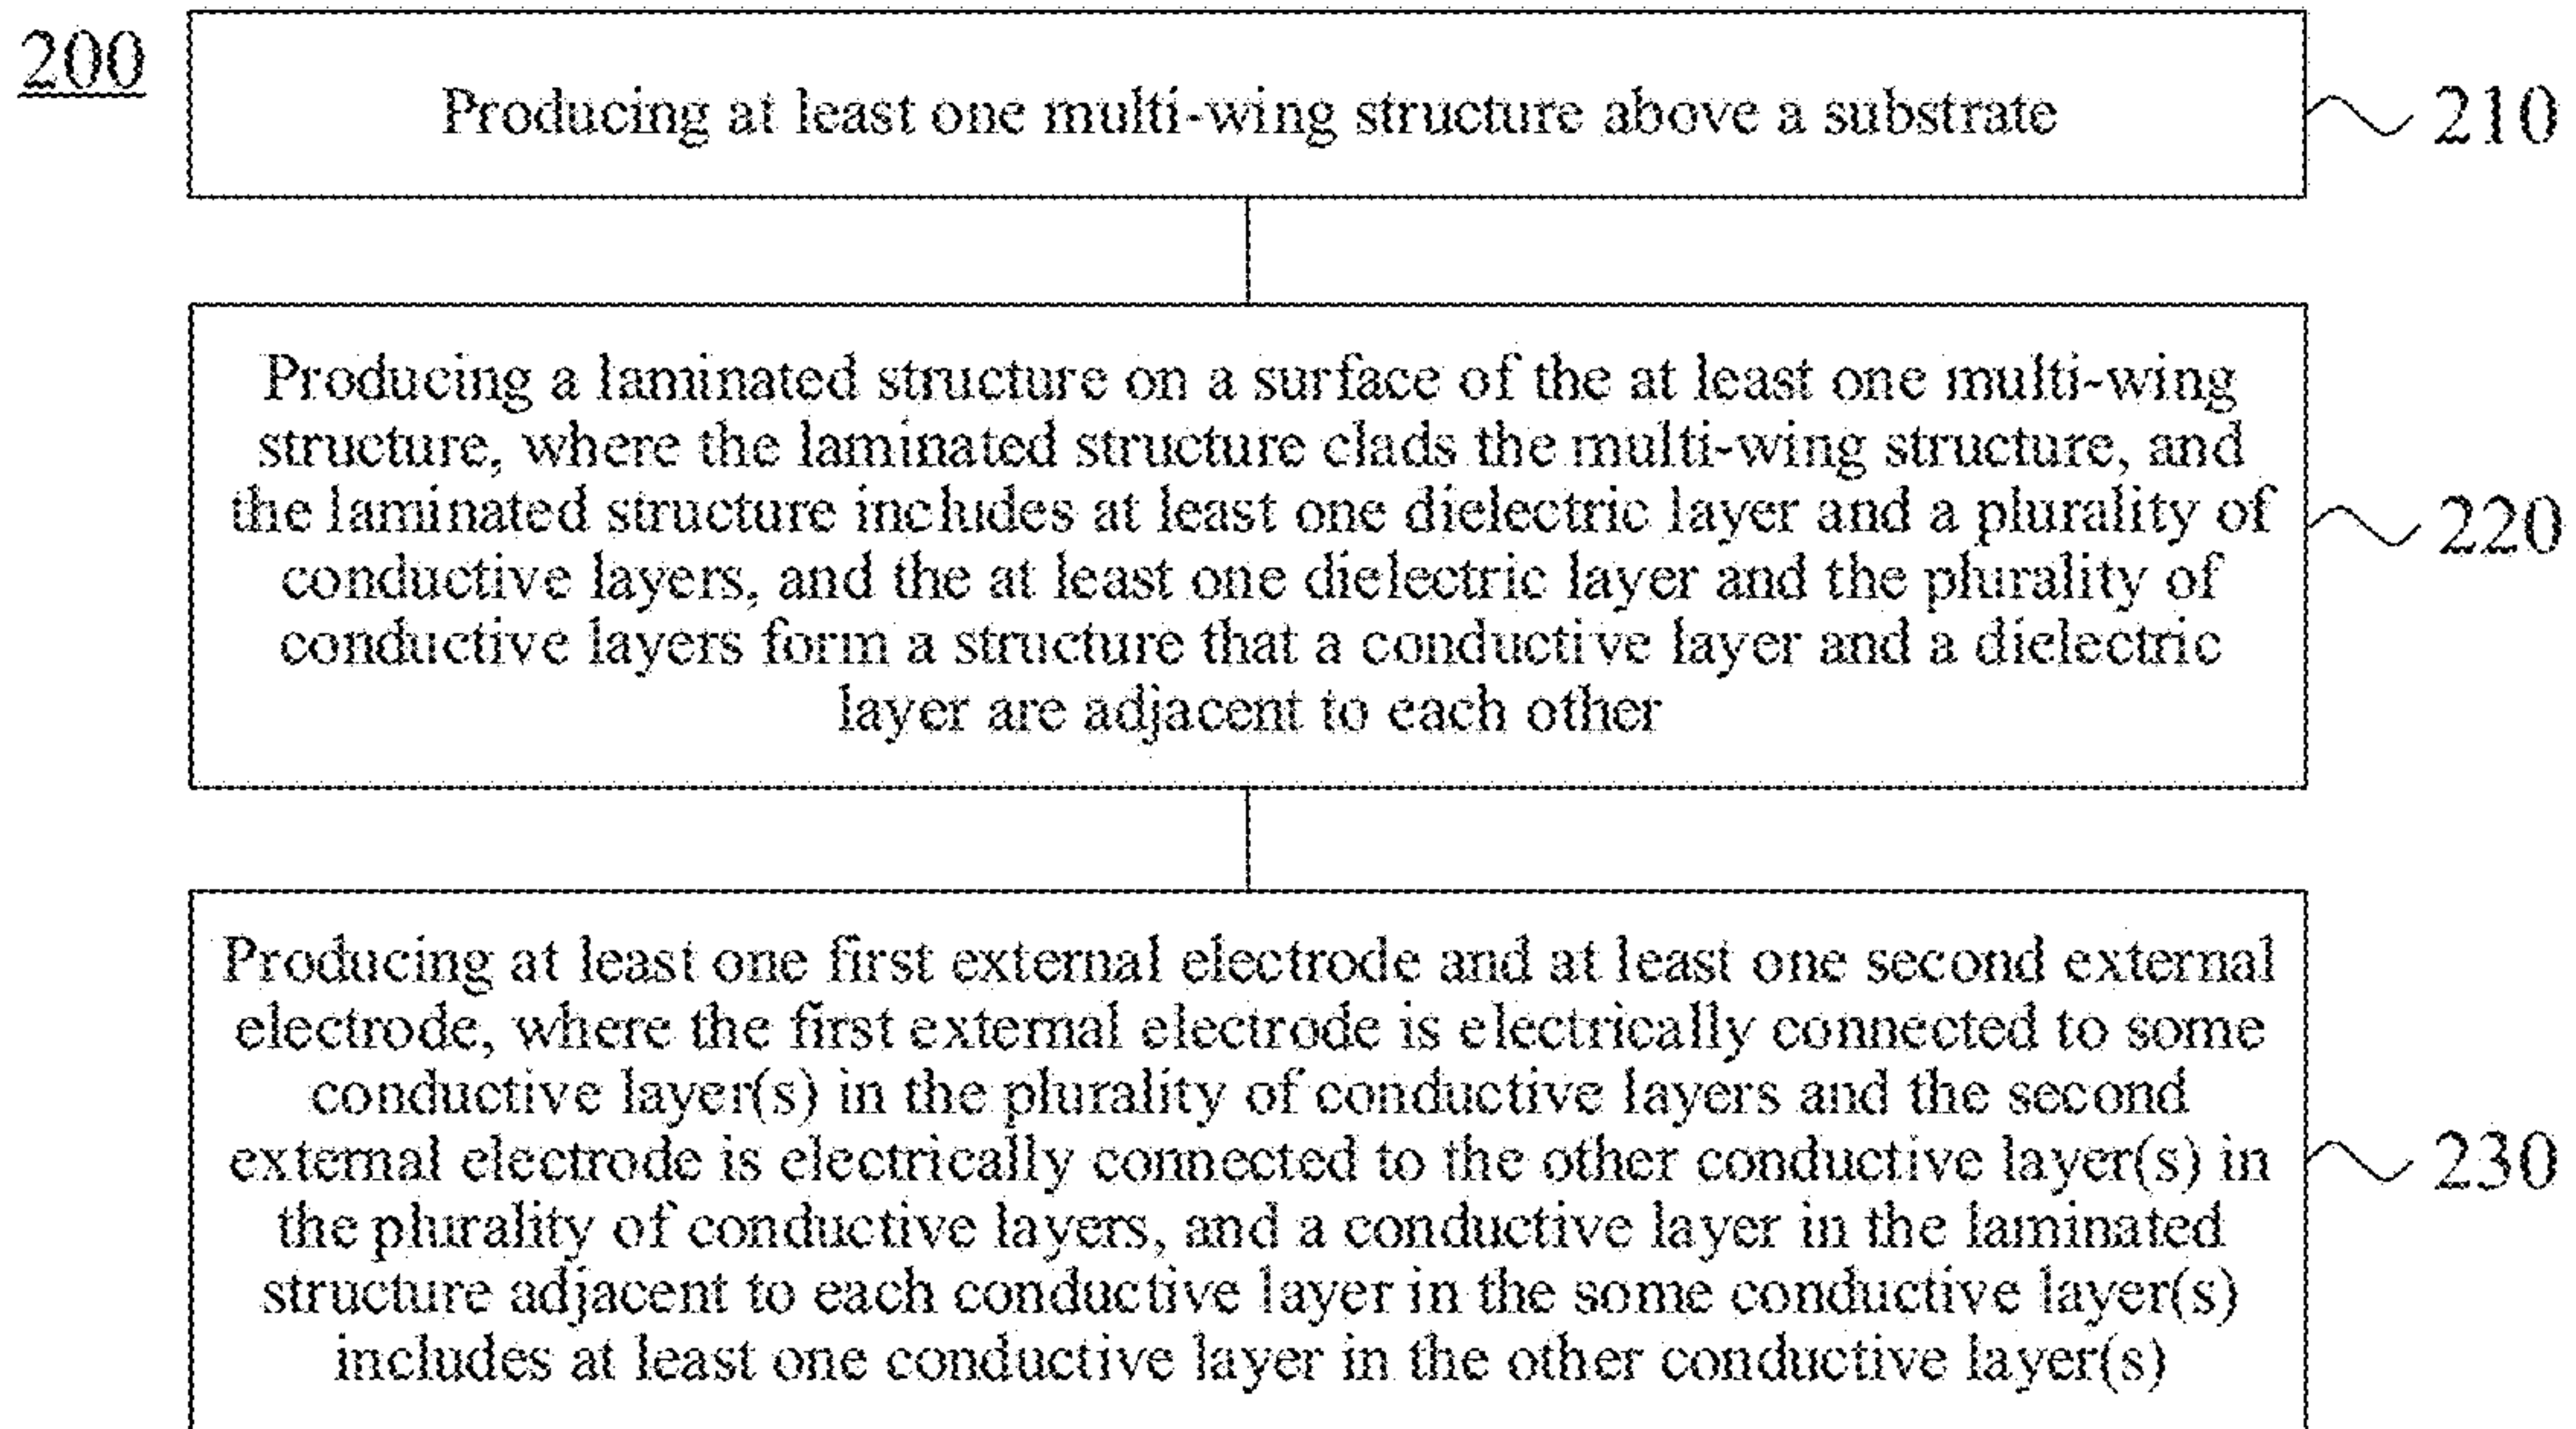 200
Producing at least one multi-wing structure above a substrate
210
Producing a laminated structure on a surface of the at least one multi-wing
structure, where the laminated structure clads the multi-wing structure, and
the laminated structure includes at least one dielectric layer and a plurality of
conductive layers, and the at least one dielectric layer and the plurality of
conductive layers form a structure that a conductive layer and a dielectric
layer are adjacent to each other
220
Producing at least one first external electrode and at least one second external
electrode, where the first external electrode is electrically connected to some
conductive layer(s) in the plurality of conductive layers and the second
external electrode is electrically connected to the other conductive layer(s) in
the plurality of conductive layers, and a conductive layer in the laminated
structure adjacent to each conductive layer in the some conductive layer(s)
includes at least one conductive layer in the other conductive layer(s)
230